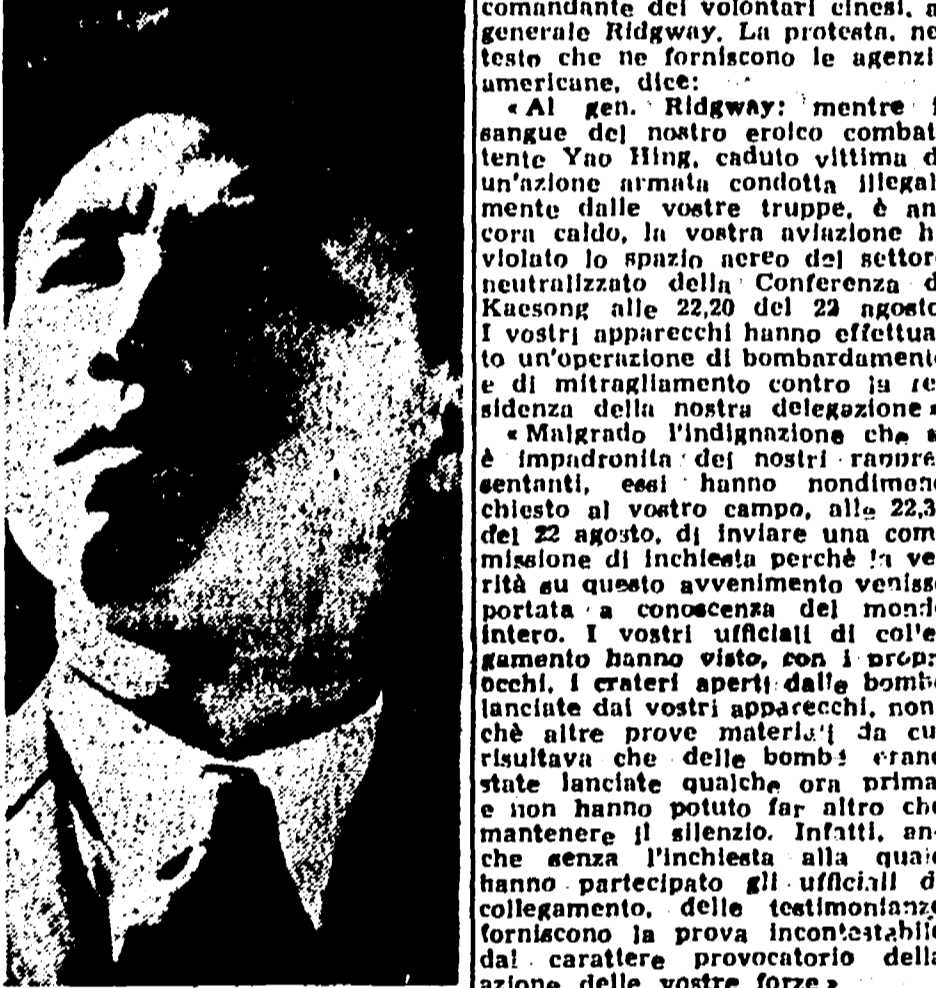 comandante dei volontari cinesi, a
generale Ridgway. La protesta, ne
testo che ne forniscono le agenzi
americane, dice:
« Al gen. Ridgway: mentre i
sangue del nostro eroico combat
tente Yao Hing, caduto vittima d
un'azione armata condotta illegal
mente dalle vostre truppe, è an
cora caldo, la vostra aviazione h
violato lo spazio aereo del settor
neutralizzato della Conferenza d
Kaesong alle 22,20 del 22 agosto
I vostri apparecchi hanno effettua
to un'operazione di bombardament
e di mitragliamento contro la re
sidenza della nostra delegazione »
« Malgrado l'indignazione che s
è impadronita dei nostri rappre
sentanti, essi hanno nondimeno
chiesto al vostro campo, alle 22,3
del 22 agosto, di inviare una com
missione di inchiesta perchè la ve
rità su questo avvenimento veniss
portata a conoscenza del mondo
intero. I vostri ufficiali di colle
gamento hanno visto, con i propr
occhi, i crateri aperti dalle bombe
lanciate dai vostri apparecchi, non
chè altre prove materiali da cu
risultava che delle bombe erano
state lanciate qualche ora prima
e non hanno potuto far altro che
mantenere il silenzio. Infatti, an
che senza l'inchiesta alla quale
hanno partecipato gli ufficiali d
collegamento, delle testimonianze
forniscono la prova incontestabile
dal carattere provocatorio della
azione delle vostre forze »